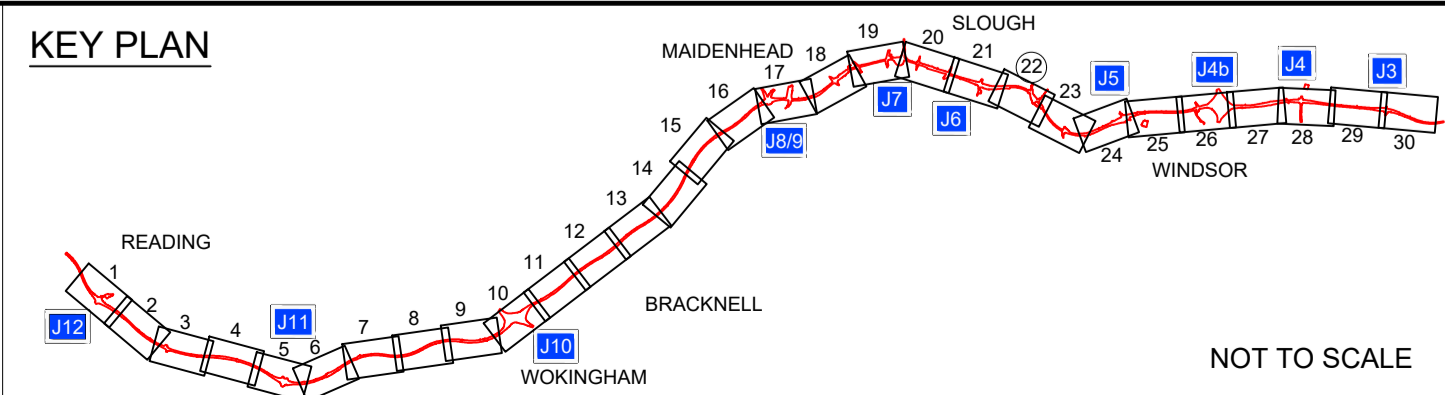 KEY PLAN
READING
1
J12
2
3
4
J11
5
6
7
8
9
10
J10
WOKINGHAM
11
12
13
BRACKNELL
14
15
16
MAIDENHEAD
17
J8/9
18
19
J7
SLOUGH
20
J6
21
22
23
J5
24
25
WINDSOR
J4b
26
27
J4
28
29
J3
30
NOT TO SCALE